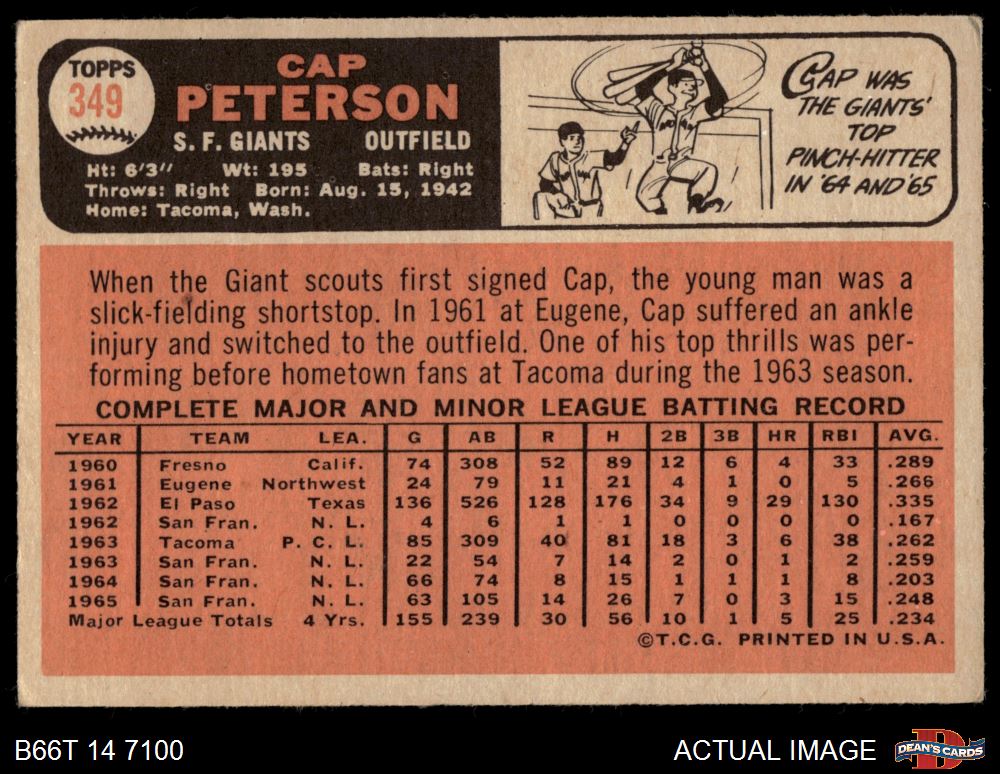 TOPPS
349
CAP
PETERSON
S. F. GIANTS OUTFIELD
Ht: 6'3" Wt: 195 Bats: Right
Throws: Right Born: Aug. 15, 1942
Home: Tacoma, Wash.
CAP WAS
THE GIANTS'
TOP
PINCH-HITTER
IN '64 AND '65
When the Giant scouts first signed Cap, the young man was a
slick-fielding shortstop. In 1961 at Eugene, Cap suffered an ankle
injury and switched to the outfield. One of his top thrills was per-
forming before hometown fans at Tacoma during the 1963 season.
COMPLETE MAJOR AND MINOR LEAGUE BATTING RECORD
YEAR TEAM LEA. G AB R H 2B 3B HR RBI AVG.
1960 Fresno Calif. 74 308 52 89 12 6 4 33 .289
1961 Eugene Northwest 24 79 11 21 4 1 0 5 .266
1962 El Paso Texas 136 526 128 176 34 9 29 130 .335
1962 San Fran. N. L. 4 6 1 1 0 0 0 0 .167
1963 Tacoma P. C. L. 85 309 40 81 18 3 6 38 .262
1963 San Fran. N. L. 22 54 7 14 2 0 1 2 .259
1964 San Fran. N. L. 66 74 8 15 1 1 1 8 .203
1965 San Fran. N. L. 63 105 14 26 7 0 3 15 .248
Major League Totals 4 Yrs. 155 239 30 56 10 1 5 25 .234
©T.C.G. PRINTED IN U.S.A.
B66T 14 7100
ACTUAL IMAGE
DEAN'S CARDS